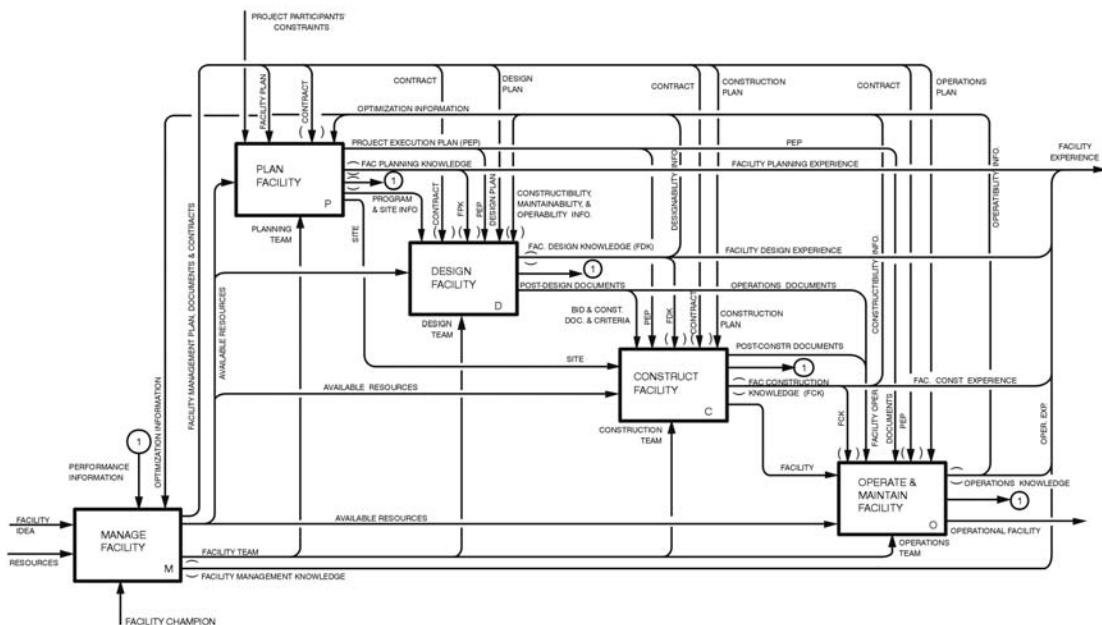 PROJECT PARTICIPANTS'
CONSTRAINTS
FACILITY PLAN
CONTRACT
CONTRACT
DESIGN
PLAN
CONTRACT
CONSTRUCTION
PLAN
CONTRACT
OPERATIONS
PLAN
OPTIMIZATION INFORMATION
PROJECT EXECUTION PLAN (PEP)
PEP
FACILITY
EXPERIENCE
PLAN
FACILITY
P
FAC PLANNING KNOWLEDGE
FACILITY PLANNING EXPERIENCE
1
PROGRAM
& SITE INFO
PLANNING
TEAM
SITE
CONTRACT
FPK
PEP
DESIGN PLAN
CONSTRUCTIBILITY,
MAINTAINABILITY, &
OPERABILITY INFO.
DESIGNABILITY INFO.
CONSTRUCTIBILITY INFO.
OPERATIBILITY INFO.
DESIGN
FACILITY
D
FAC. DESIGN KNOWLEDGE (FDK)
FACILITY DESIGN EXPERIENCE
1
POST-DESIGN DOCUMENTS
OPERATIONS DOCUMENTS
DESIGN
TEAM
BID & CONST.
DOC. & CRITERIA
PEP
FDK
CONTRACT
CONSTRUCTION
PLAN
SITE
CONSTRUCT
FACILITY
C
POST-CONSTR DOCUMENTS
1
FAC CONSTRUCTION
KNOWLEDGE (FCK)
FAC. CONST EXPERIENCE
AVAILABLE RESOURCES
CONSTRUCTION
TEAM
FACILITY MANAGEMENT PLAN, DOCUMENTS & CONTRACTS
AVAILABLE RESOURCES
OPTIMIZATION INFORMATION
FCK
FACILITY OPER.
DOCUMENTS
PEP
OPER. EXP.
FACILITY
OPERATE &
MAINTAIN
FACILITY
O
OPERATIONS KNOWLEDGE
1
OPERATIONAL FACILITY
OPERATIONS
TEAM
1
PERFORMANCE
INFORMATION
FACILITY
IDEA
RESOURCES
MANAGE
FACILITY
M
AVAILABLE RESOURCES
FACILITY TEAM
FACILITY MANAGEMENT KNOWLEDGE
FACILITY CHAMPION